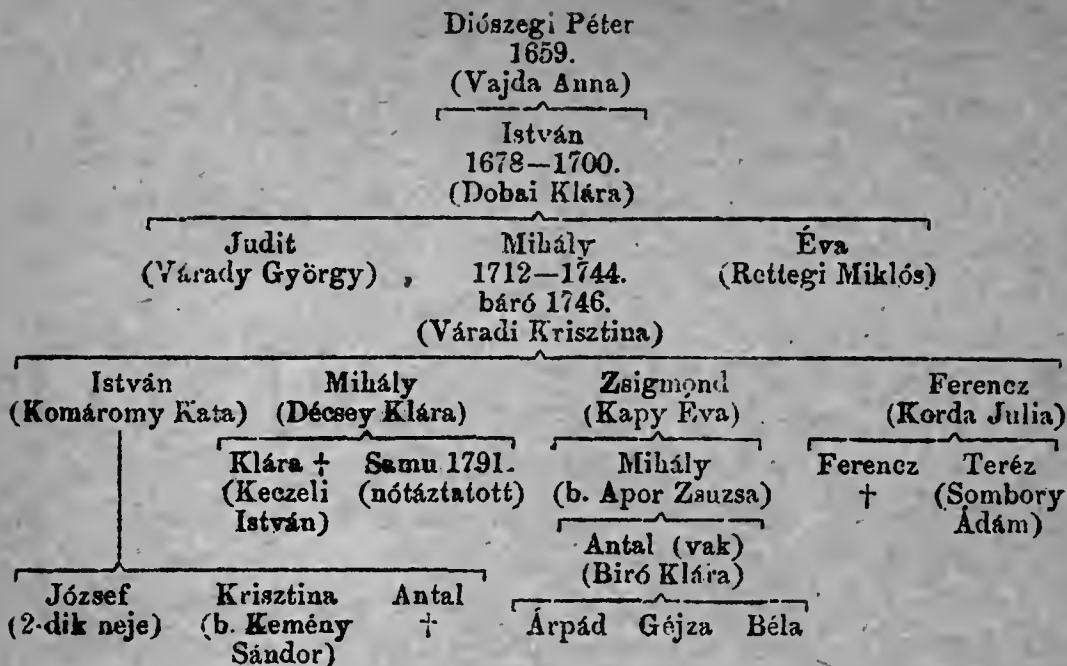 Diószegi Péter
1659.
(Vajda Anna)
István
1678—1700.
(Dobai Klára)
Judit Mihály Éva
(Várady György) , 1712—1744. (Rettegi Miklós)
báró 1746.
(Váradi Krisztina)
István Mihály Zsigmond Ferencz
(Komáromy Kata) (Décsey Klára) (Kapy Éva) (Korda Julia)
Klára † Samu 1791. Mihály Ferencz Teréz
(Keczeli (nótáztatott) (b. Apor Zsuzsa) † (Sombory
István) Ádám)
Antal (vak)
(Biró Klára)
József Krisztina Antal
(2-dik neje) (b. Kemény † Árpád Géjza Béla
Sándor)